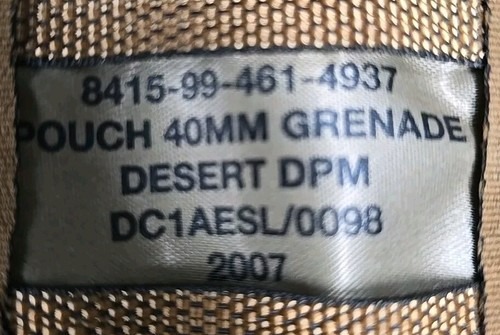 8415-99-461-4937
POUCH 40MM GRENADE
DESERT DPM
DC1AESL/0098
2007